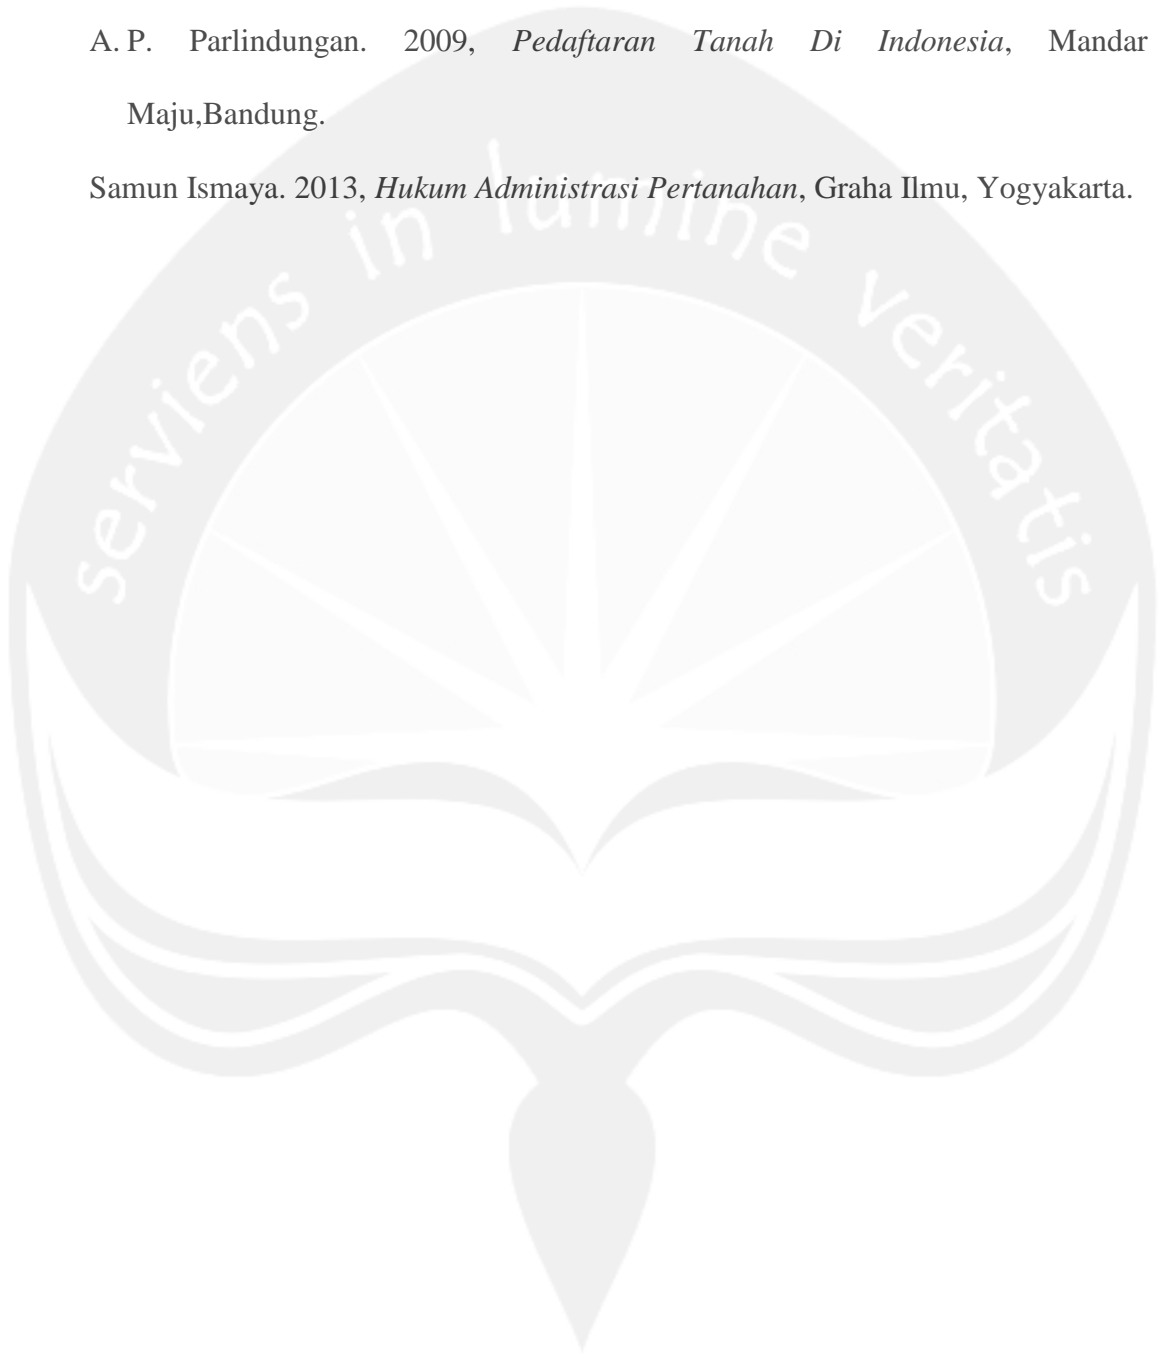 A. P. Parlindungan. 2009, Pedaftaran Tanah Di Indonesia, Mandar
Maju,Bandung.
Samun Ismaya. 2013, Hukum Administrasi Pertanahan, Graha Ilmu, Yogyakarta.
serviens in lumine veritatis